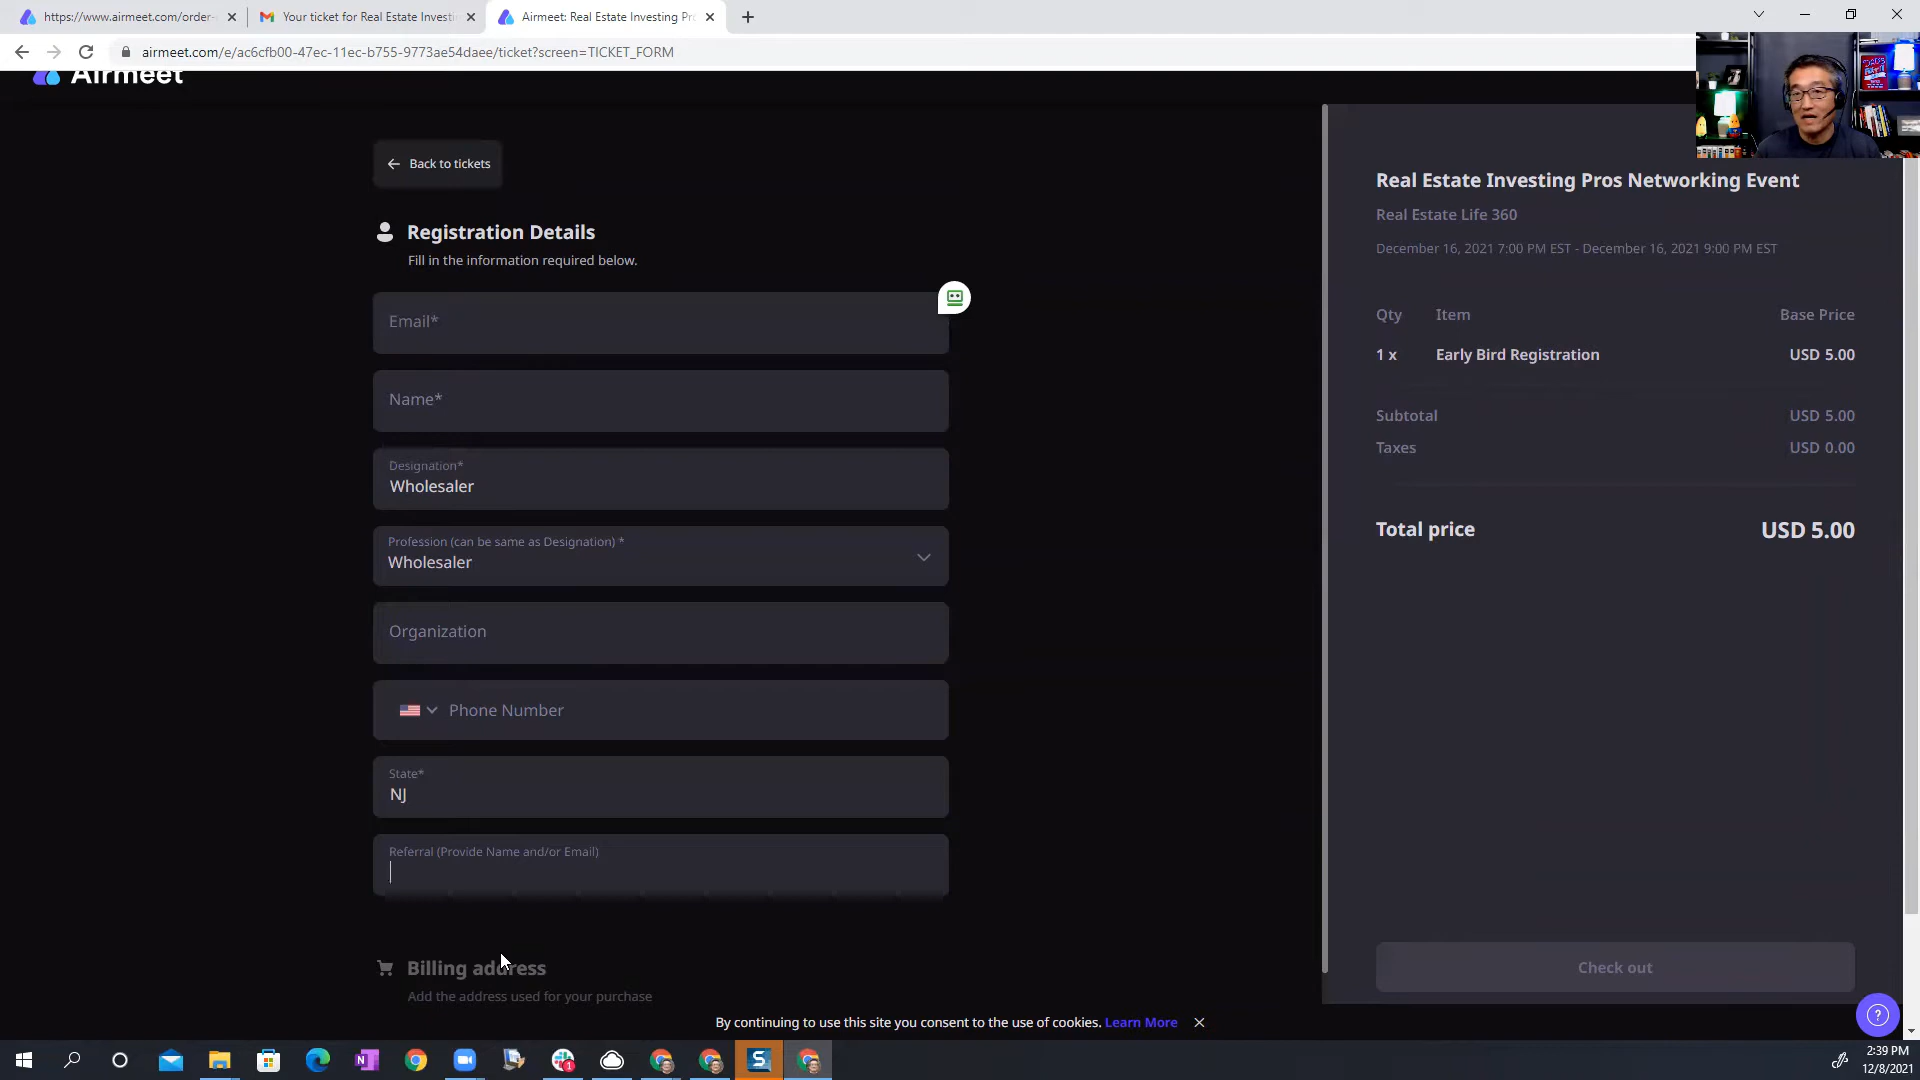 https://www.airmeet.com/order-
Your ticket for Real Estate Investi
Airmeet: Real Estate Investing Pr
airmeet.com/e/ac6cfb00-47ec-11ec-b755-9773ae54daee/ticket?screen=TICKET_FORM
Airmeet
Back to tickets
Registration Details
Fill in the information required below.
Email*
Name*
Designation*
Wholesaler
Profession (can be same as Designation) *
Wholesaler
Organization
Phone Number
State*
NJ
Referral (Provide Name and/or Email)
Billing address
Add the address used for your purchase
Real Estate Investing Pros Networking Event
Real Estate Life 360
December 16, 2021 7:00 PM EST - December 16, 2021 9:00 PM EST
Qty Item Base Price
1 x Early Bird Registration USD 5.00
Subtotal USD 5.00
Taxes USD 0.00
Total price USD 5.00
Check out
By continuing to use this site you consent to the use of cookies. Learn More
2:39 PM
12/8/2021